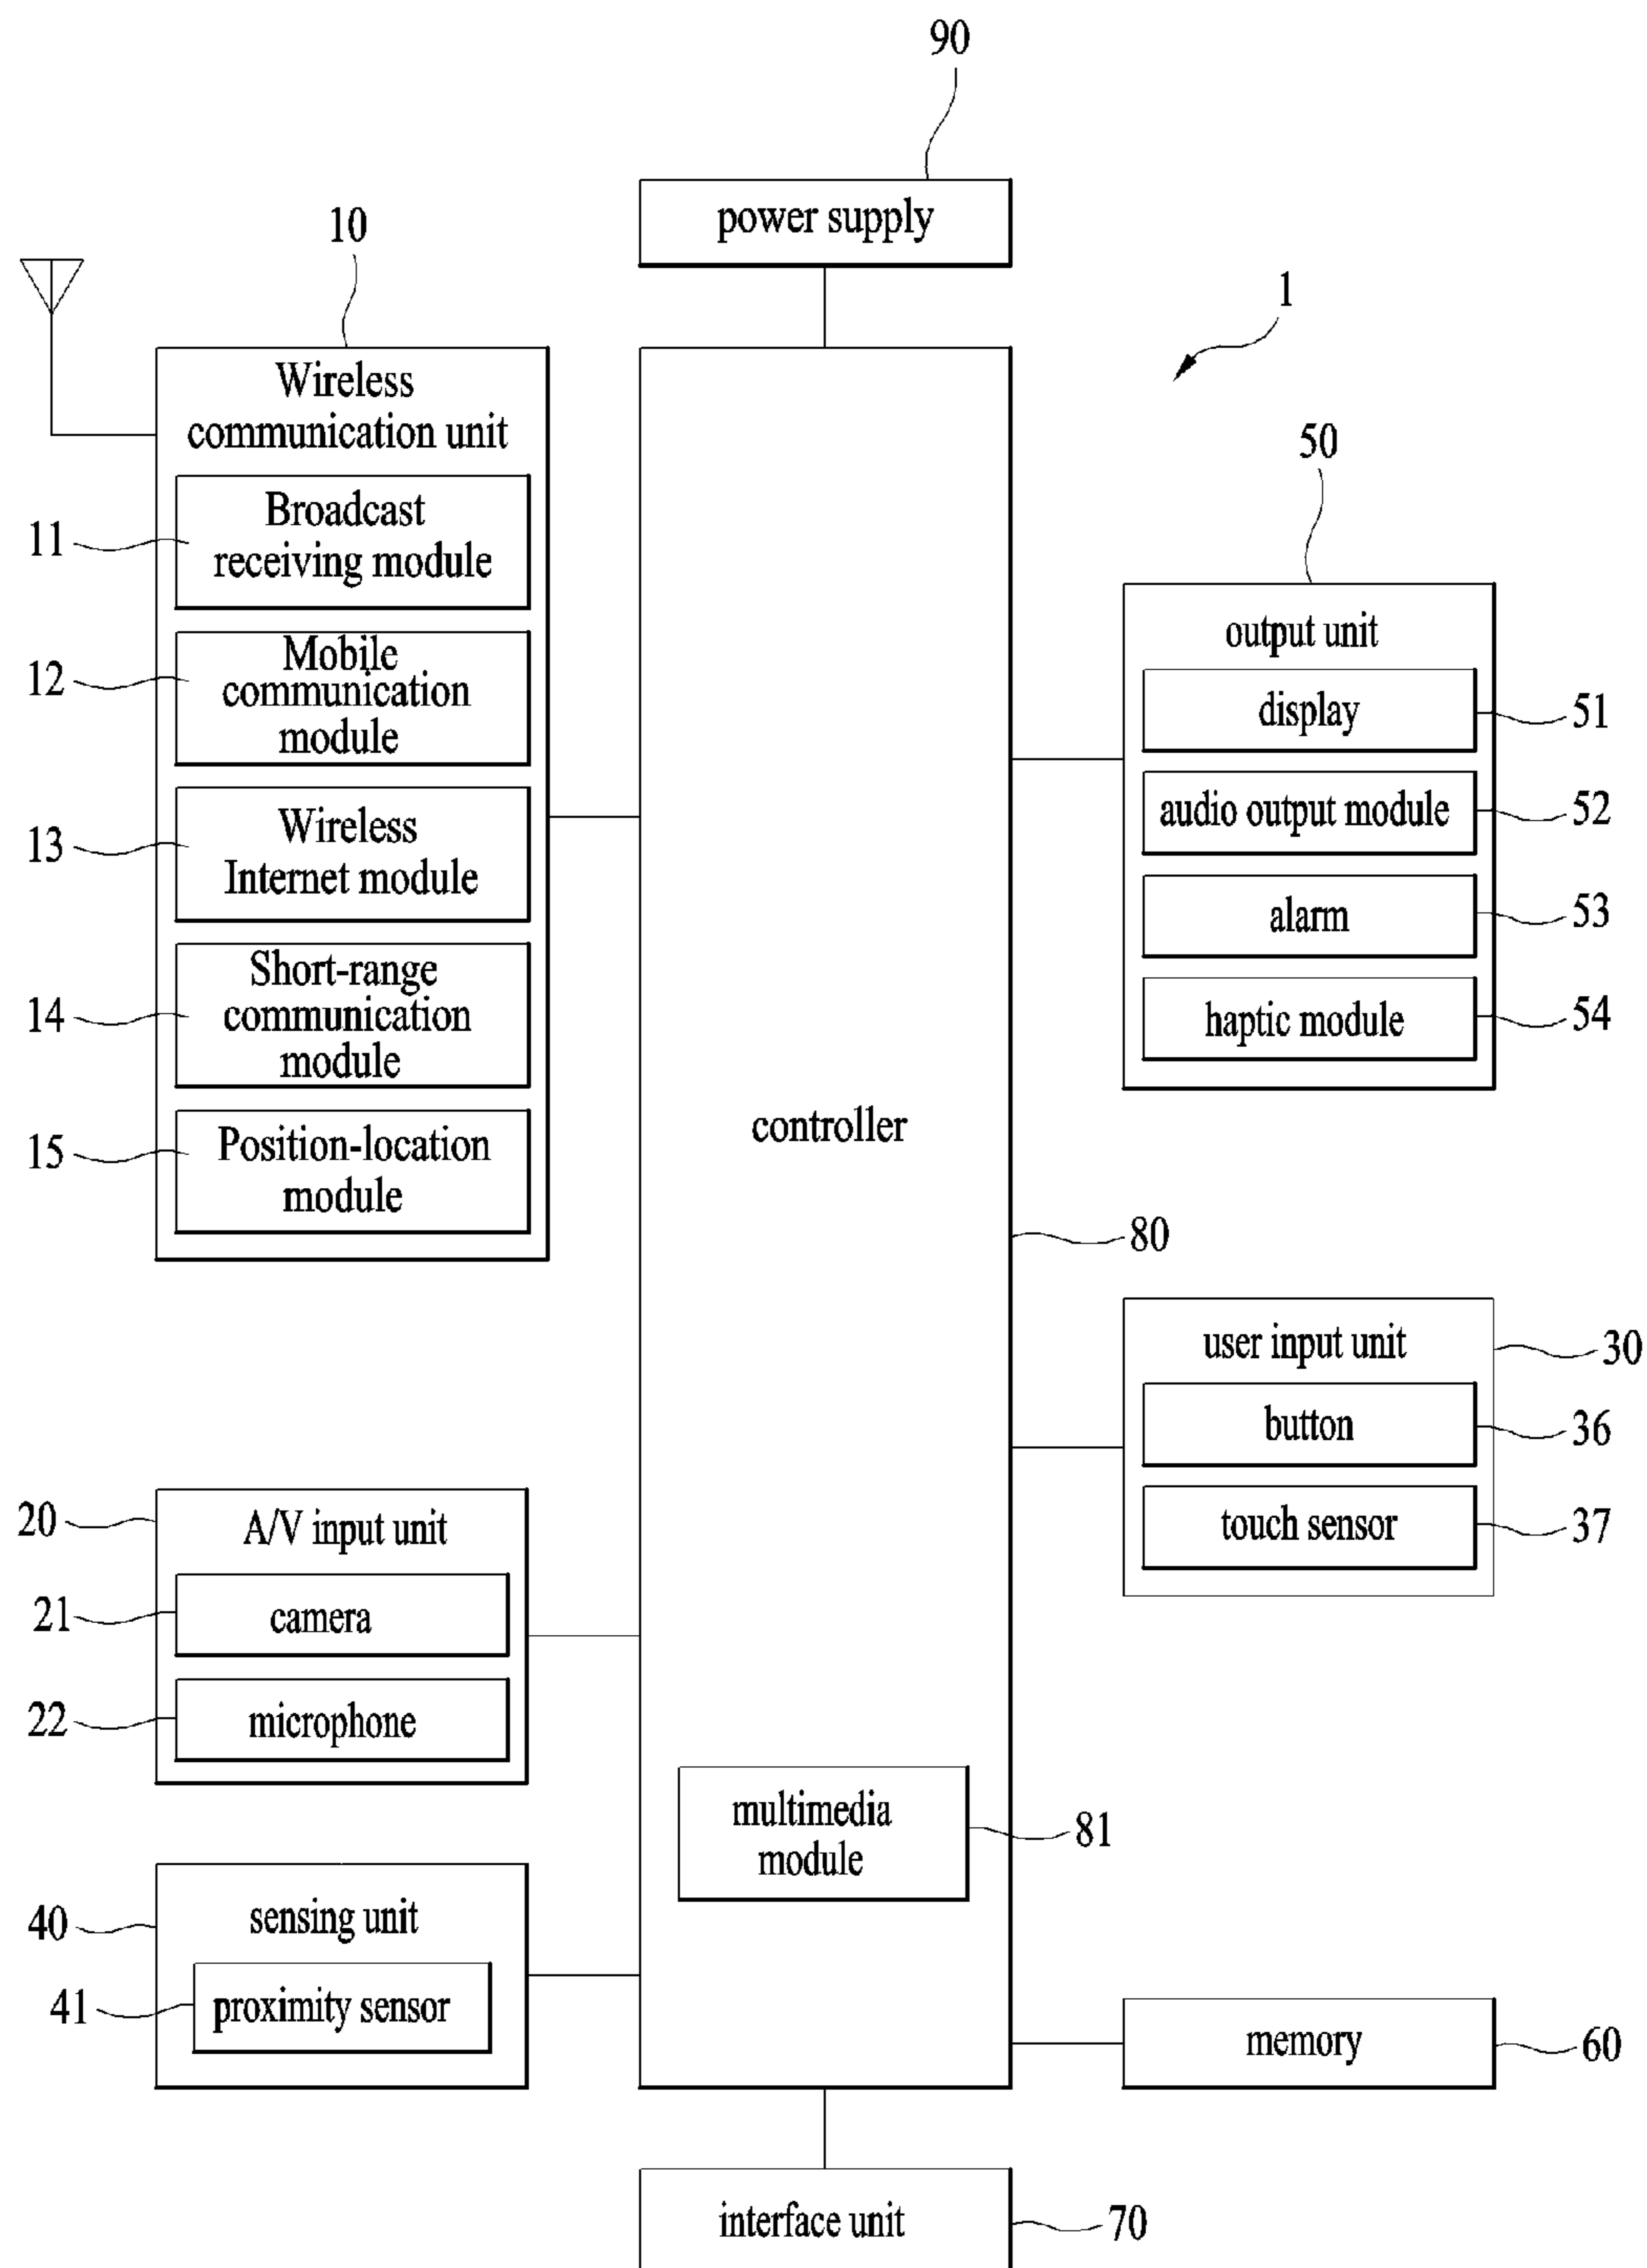 90
power supply
10
1
Wireless
communication unit
11
Broadcast
receiving module
12
Mobile
communication
module
13
Wireless
Internet module
14
Short-range
communication
module
15
Position-location
module
controller
80
50
output unit
display
51
audio output module
52
alarm
53
haptic module
54
user input unit
30
button
36
touch sensor
37
20
A/V input unit
21
camera
22
microphone
multimedia
module
81
40
sensing unit
41
proximity sensor
memory
60
interface unit
70